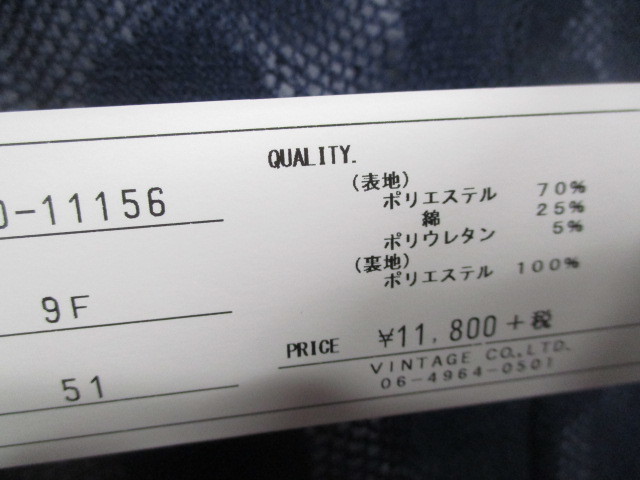 -11156
9F
51
QUALITY.
(表地)
ポリエステル 70%
綿 25%
ポリウレタン 5%
(裏地)
ポリエステル 100%
PRICE ¥11,800 +税
VINTAGE CO.,LTD.
06-4964-0501